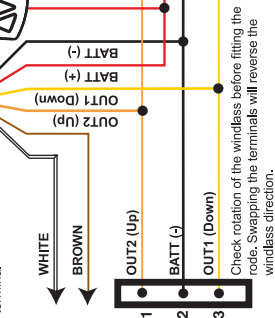 BATT (-)
BATT (+)
OUT1 (Down)
OUT2 (Up)
WHITE
BROWN
OUT2 (Up)
BATT (-)
OUT1 (Down)
1
2
3
Check rotation of the windlass before fitting the
rode. Swapping the terminals will reverse the
windlass direction.